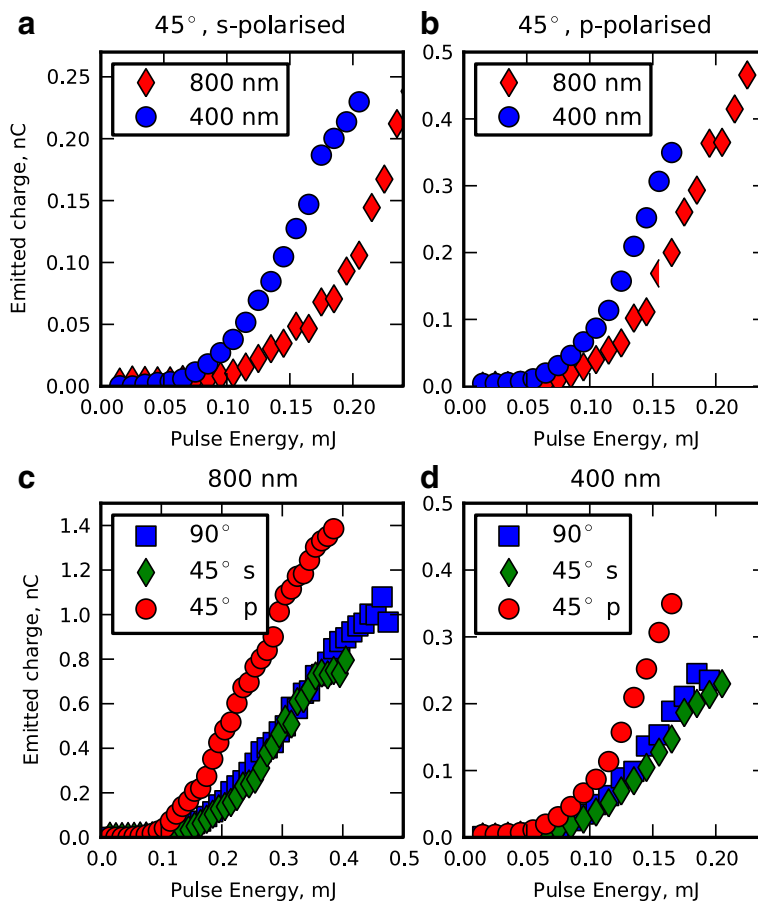 a
45°, s-polarised
800 nm
400 nm
Emitted charge, nC
0.25
0.20
0.15
0.10
0.05
0.00
0.00 0.05 0.10 0.15 0.20
Pulse Energy, mJ
b
45°, p-polarised
800 nm
400 nm
0.5
0.4
0.3
0.2
0.1
0.0
0.00 0.05 0.10 0.15 0.20
Pulse Energy, mJ
c
800 nm
90°
45° s
45° p
Emitted charge, nC
1.4
1.2
1.0
0.8
0.6
0.4
0.2
0.0
0.0 0.1 0.2 0.3 0.4 0.5
Pulse Energy, mJ
d
400 nm
90°
45° s
45° p
0.5
0.4
0.3
0.2
0.1
0.0
0.00 0.05 0.10 0.15 0.20
Pulse Energy, mJ